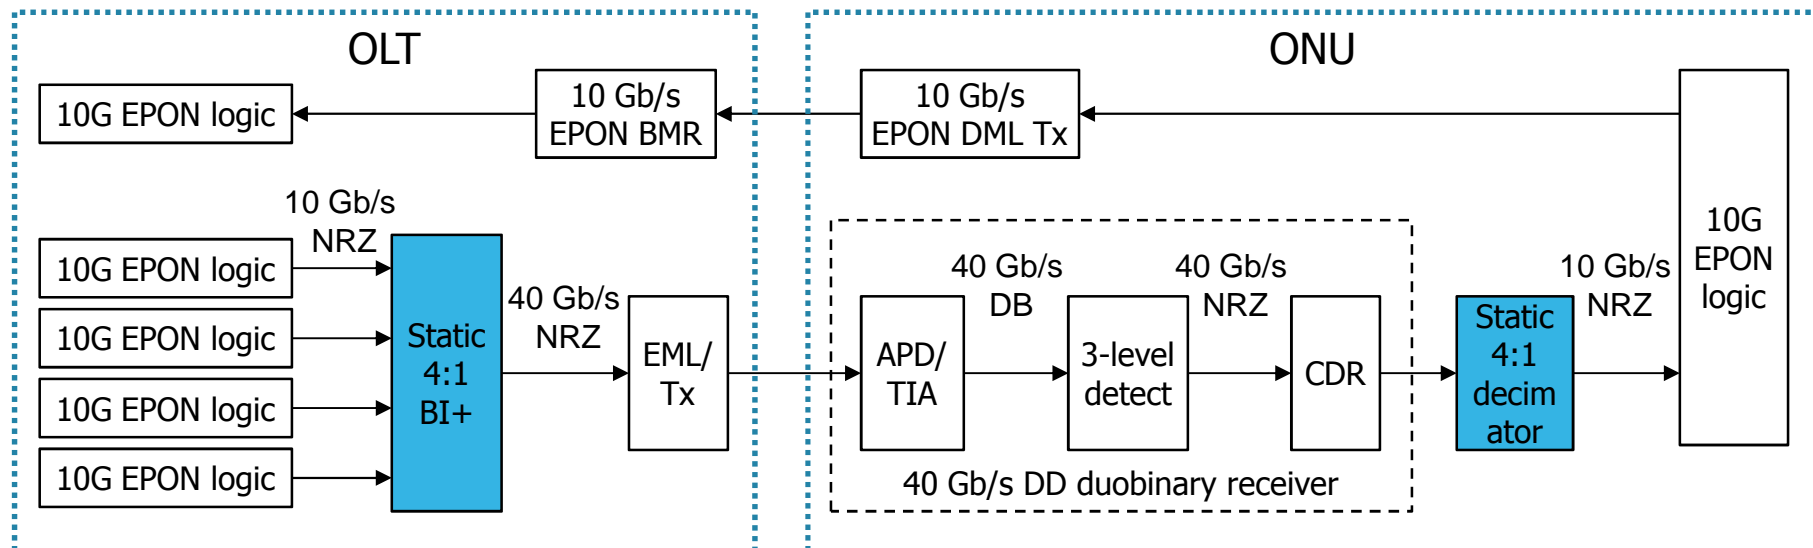 OLT
10G EPON logic
10 Gb/s
EPON BMR
10 Gb/s
NRZ
10G EPON logic
10G EPON logic
10G EPON logic
10G EPON logic
Static
4:1
BI+
40 Gb/s
NRZ
EML/
Tx
ONU
10 Gb/s
EPON DML Tx
APD/
TIA
40 Gb/s
DB
3-level
detect
40 Gb/s
NRZ
CDR
40 Gb/s DD duobinary receiver
Static
4:1
decim
ator
10 Gb/s
NRZ
10G
EPON
logic